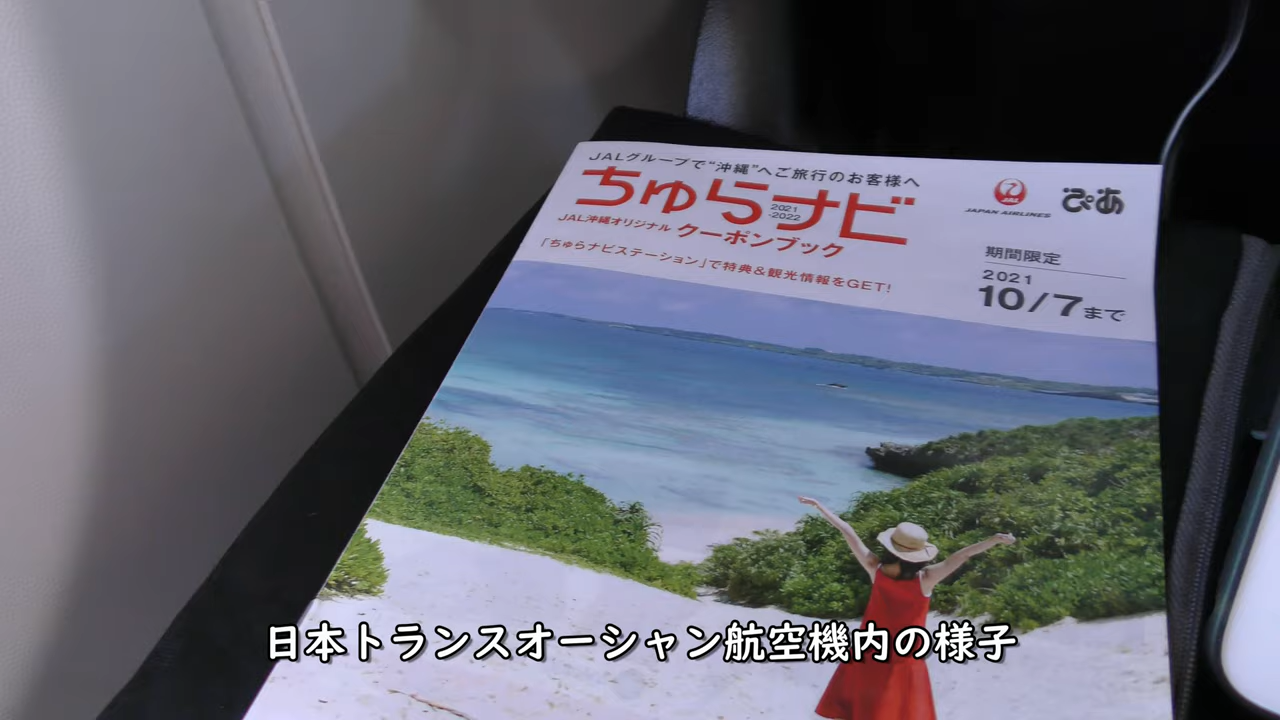 JALグループで"沖縄"へご旅行のお客様へ
ちゅらナビ
2021
-2022
JAL沖縄オリジナル クーポンブック
「ちゅらナビステーション」で特典&観光情報をGET!
JAL
JAPAN AIRLINES
ぴあ
期間限定
2021
10/7まで
日本トランスオーシャン航空機内の様子